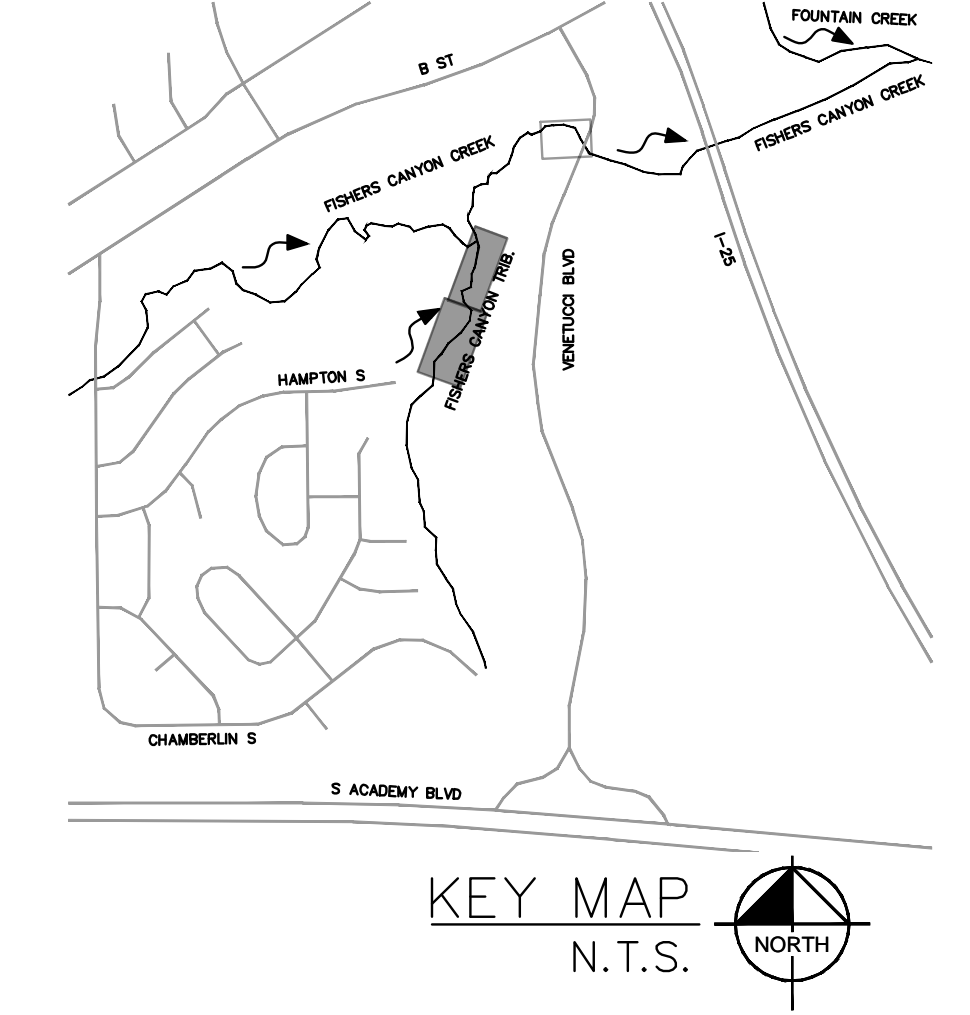 FOUNTAIN CREEK
B ST
FISHERS CANYON CREEK
FISHERS CANYON CREEK
I-25
FISHERS CANYON TRIB.
VENETUCCI BLVD
HAMPTON S
CHAMBERLIN S
S ACADEMY BLVD
KEY MAP
N.T.S.
NORTH